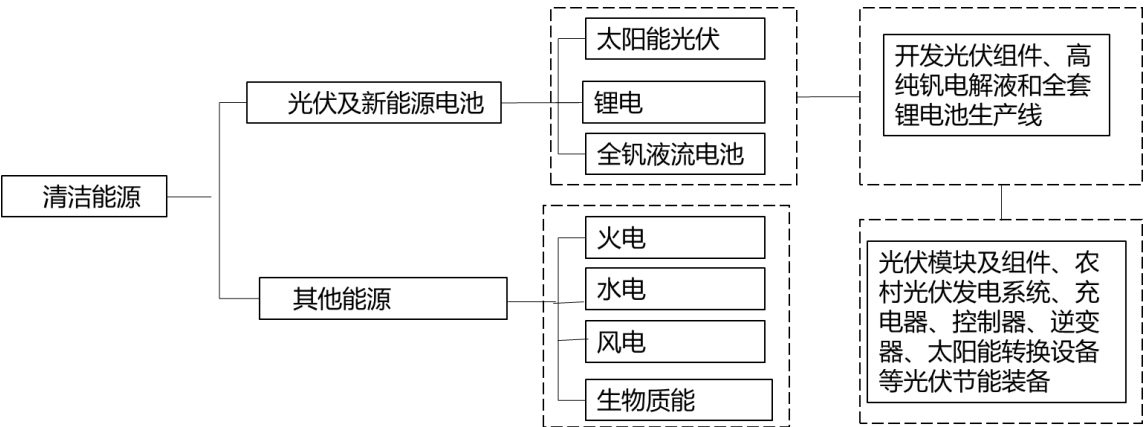 清洁能源
光伏及新能源电池
太阳能光伏
锂电
全钒液流电池
开发光伏组件、高
纯钒电解液和全套
锂电池生产线
光伏模块及组件、农
村光伏发电系统、充
电器、控制器、逆变
器、太阳能转换设备
等光伏节能装备
其他能源
火电
水电
风电
生物质能